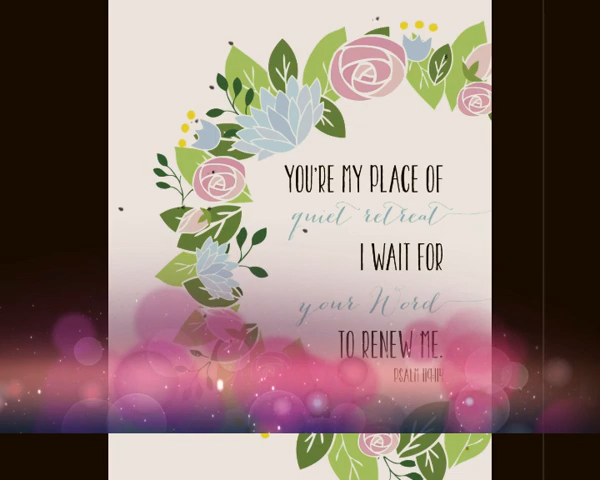 YOU'RE MY PLACE OF
quiet retreat
I WAIT FOR
your Word
TO RENEW ME.
PSALM 119:114